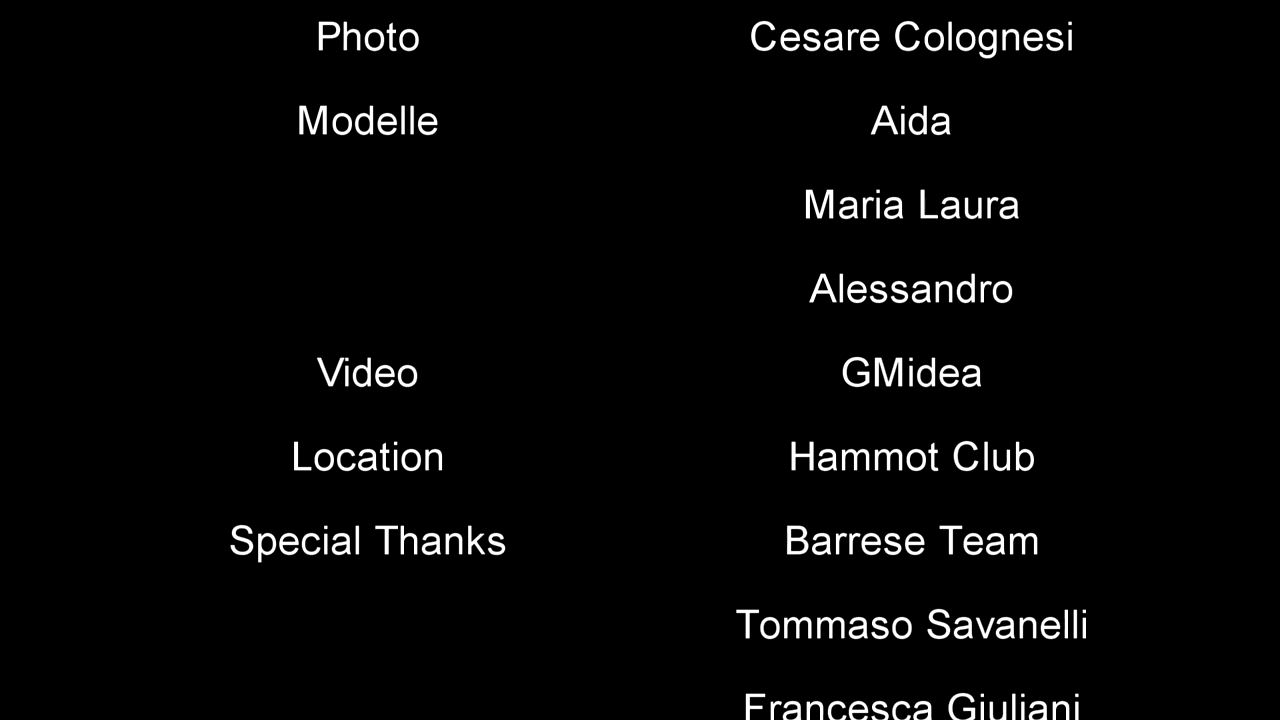 Photo Cesare Colognesi
Modelle Aida
Maria Laura
Alessandro
Video GMidea
Location Hammot Club
Special Thanks Barrese Team
Tommaso Savanelli
Francesca Giuliani